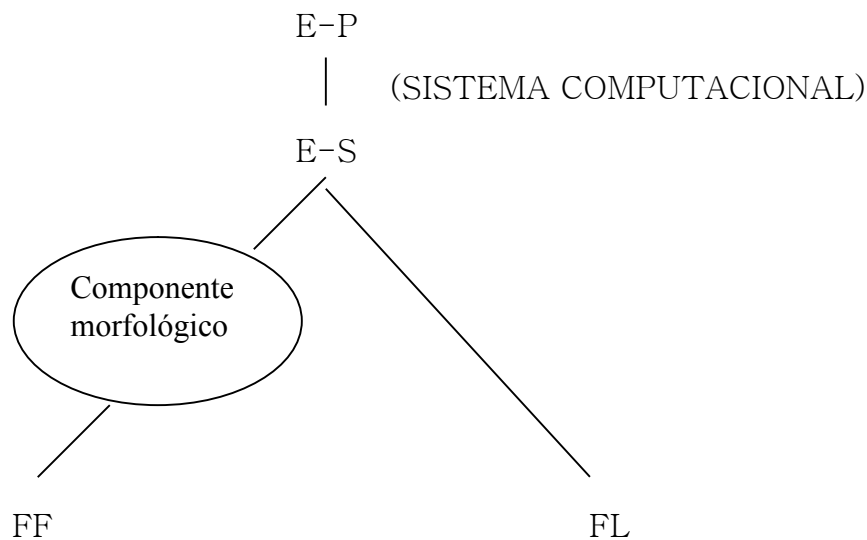 E-P
(SISTEMA COMPUTACIONAL)
E-S
Componente
morfológico
FF
FL